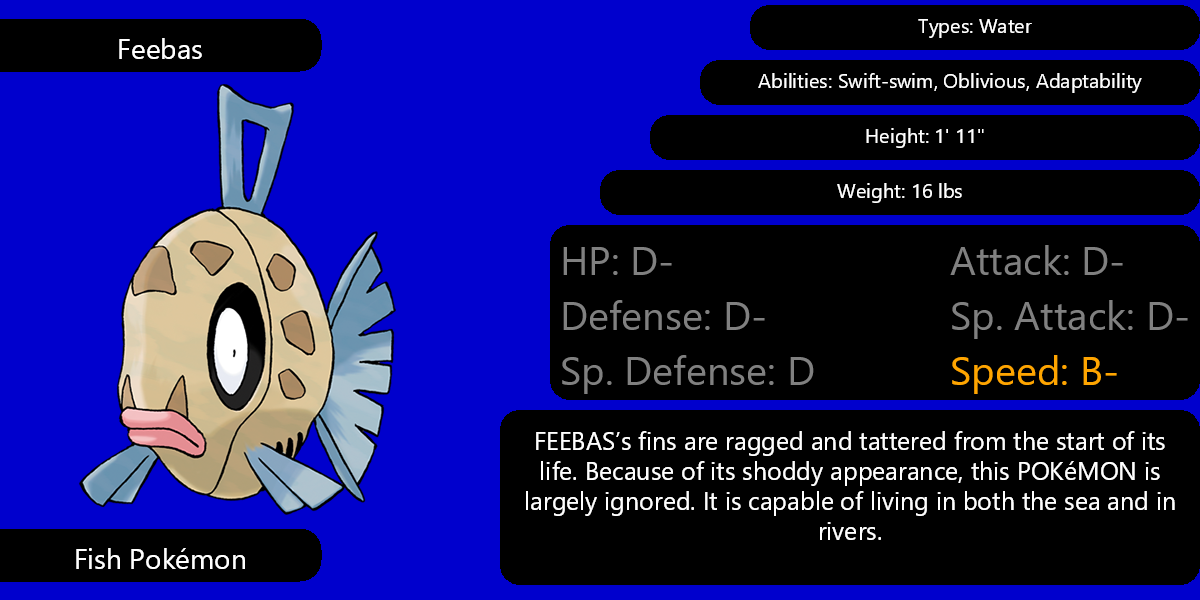 Feebas
Types: Water
Abilities: Swift-swim, Oblivious, Adaptability
Height: 1' 11"
Weight: 16 lbs
HP: D-
Attack: D-
Defense: D-
Sp. Attack: D-
Sp. Defense: D
Speed: B-
FEEBAS’s fins are ragged and tattered from the start of its
life. Because of its shoddy appearance, this POKéMON is
largely ignored. It is capable of living in both the sea and in
rivers.
Fish Pokémon